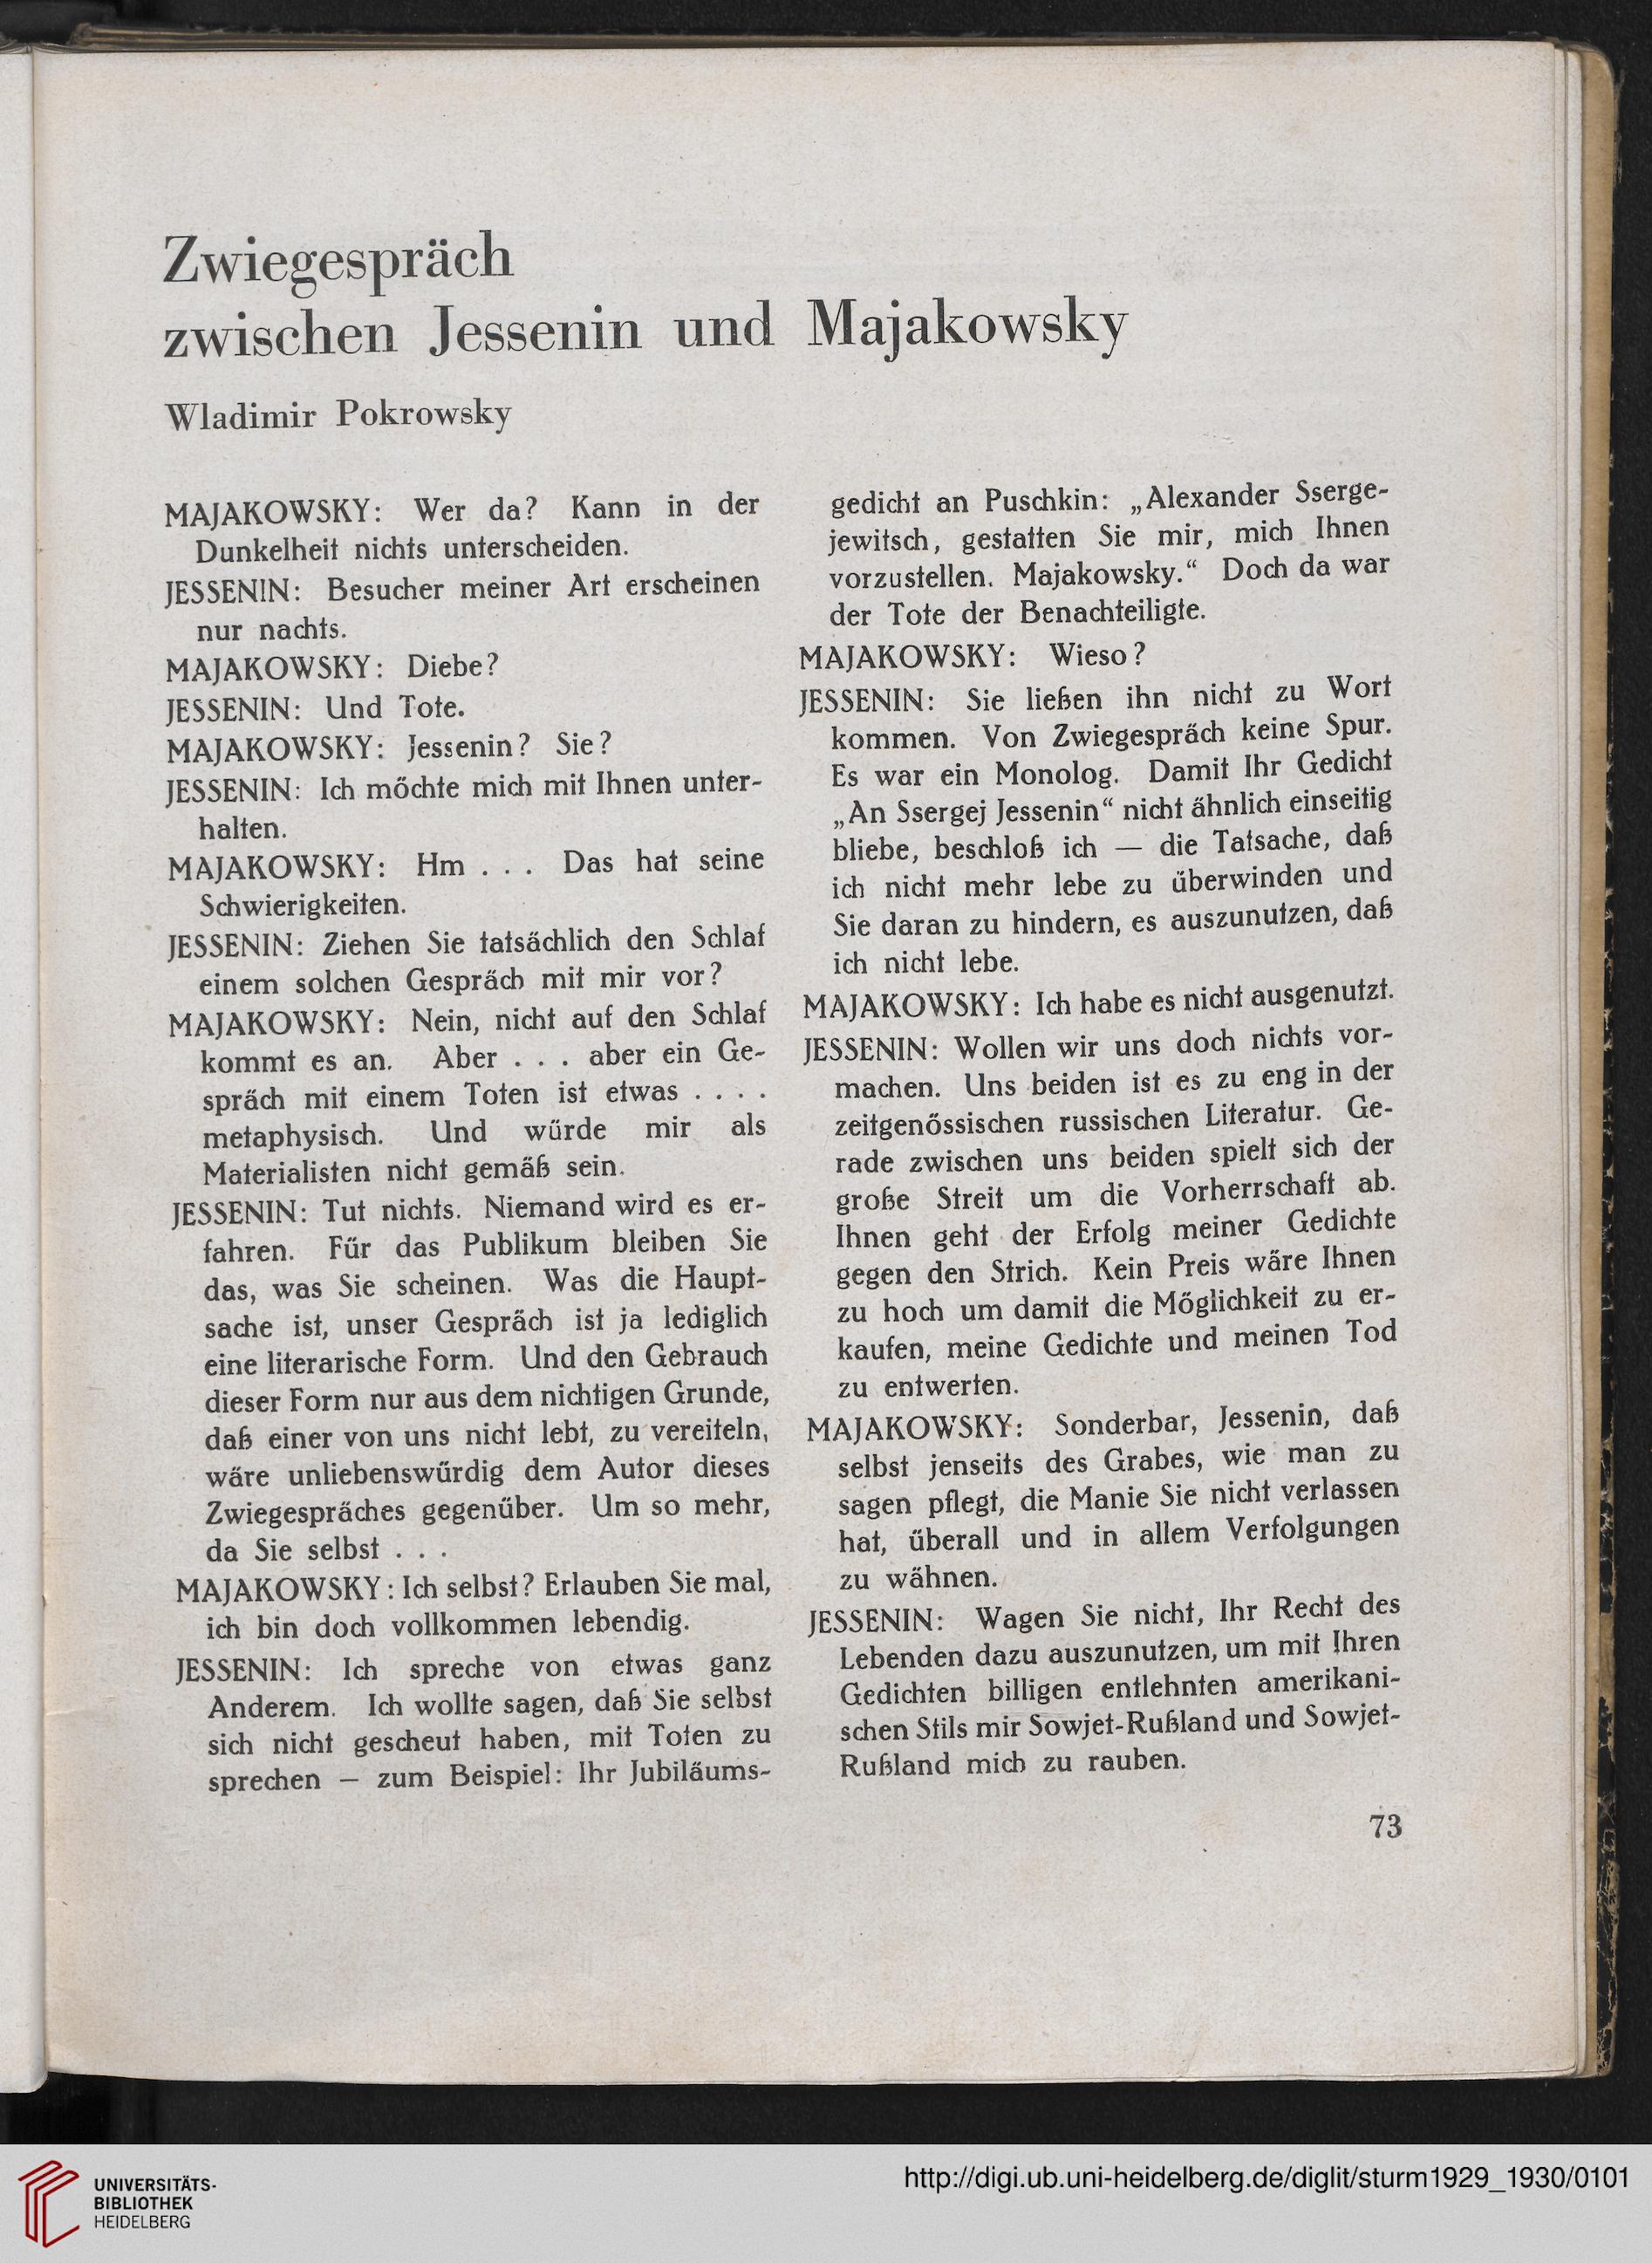 Zwiegespräch
zwischen Jessenin und Majakowsky
Wladimir Pokrowsky
MAJAKOWSKY: Wer da? Kann in der
Dunkelheit nichts unterscheiden.
JESSENIN: Besucher meiner Art erscheinen
nur nachts.
MAJAKOWSKY: Diebe?
JESSENIN: Und Tote.
MAJAKOWSKY: Jessenin? Sie?
JESSENIN: Ich möchte mich mit Ihnen unter-
halten.
MAJAKOWSKY: Hm . . . Das hat seine
Schwierigkeiten.
JESSENIN: Ziehen Sie tatsächlich den Schlaf
einem solchen Gespräch mit mir vor?
MAJAKOWSKY: Nein, nicht auf den Schlaf
kommt es an. Aber . . . aber ein Ge-
spräch mit einem Toten ist etwas . . . .
metaphysisch. Und würde mir als
Materialisten nicht gemäß sein.
JESSENIN: Tut nichts. Niemand wird es er-
fahren. Für das Publikum bleiben Sie
das, was Sie scheinen. Was die Haupt-
sache ist, unser Gespräch ist ja lediglich
eine literarische Form. Und den Gebrauch
dieser Form nur aus dem nichtigen Grunde,
daß einer von uns nicht lebt, zu vereiteln,
wäre unliebenswürdig dem Autor dieses
Zwiegespräches gegenüber. Um so mehr,
da Sie selbst . . .
MAJAKOWSKY: Ich selbst? Erlauben Sie mal,
ich bin doch vollkommen lebendig.
JESSENIN: Ich spreche von etwas ganz
Anderem. Ich wollte sagen, daß Sie selbst
sich nicht gescheut haben, mit Toten zu
sprechen — zum Beispiel: Ihr Jubiläums-
gedicht an Puschkin: „Alexander Sserge-
jewitsch, gestatten Sie mir, mich Ihnen
vorzustellen. Majakowsky.“ Doch da war
der Tote der Benachteiligte.
MAJAKOWSKY: Wieso?
JESSENIN: Sie ließen ihn nicht zu Wort
kommen. Von Zwiegespräch keine Spur.
Es war ein Monolog. Damit Ihr Gedicht
„An Ssergej Jessenin“ nicht ähnlich einseitig
bliebe, beschloß ich — die Tatsache, daß
ich nicht mehr lebe zu überwinden und
Sie daran zu hindern, es auszunutzen, daß
ich nicht lebe.
MAJAKOWSKY: Ich habe es nicht ausgenutzt.
JESSENIN: Wollen wir uns doch nichts vor-
machen. Uns beiden ist es zu eng in der
zeitgenössischen russischen Literatur. Ge-
rade zwischen uns beiden spielt sich der
große Streit um die Vorherrschaft ab.
Ihnen geht der Erfolg meiner Gedichte
gegen den Strich. Kein Preis wäre Ihnen
zu hoch um damit die Möglichkeit zu er-
kaufen, meine Gedichte und meinen Tod
zu entwerten.
MAJAKOWSKY: Sonderbar, Jessenin, daß
selbst jenseits des Grabes, wie man zu
sagen pflegt, die Manie Sie nicht verlassen
hat, überall und in allem Verfolgungen
zu wähnen.
JESSENIN: Wagen Sie nicht, Ihr Recht des
Lebenden dazu auszunutzen, um mit Ihren
Gedichten billigen entlehnten amerikani-
schen Stils mir Sowjet-Rußland und Sowjet-
Rußland mich zu rauben.
73
UNIVERSITÄTS-
BIBLIOTHEK
HEIDELBERG
http://digi.ub.uni-heidelberg.de/diglit/sturm1929_1930/0101